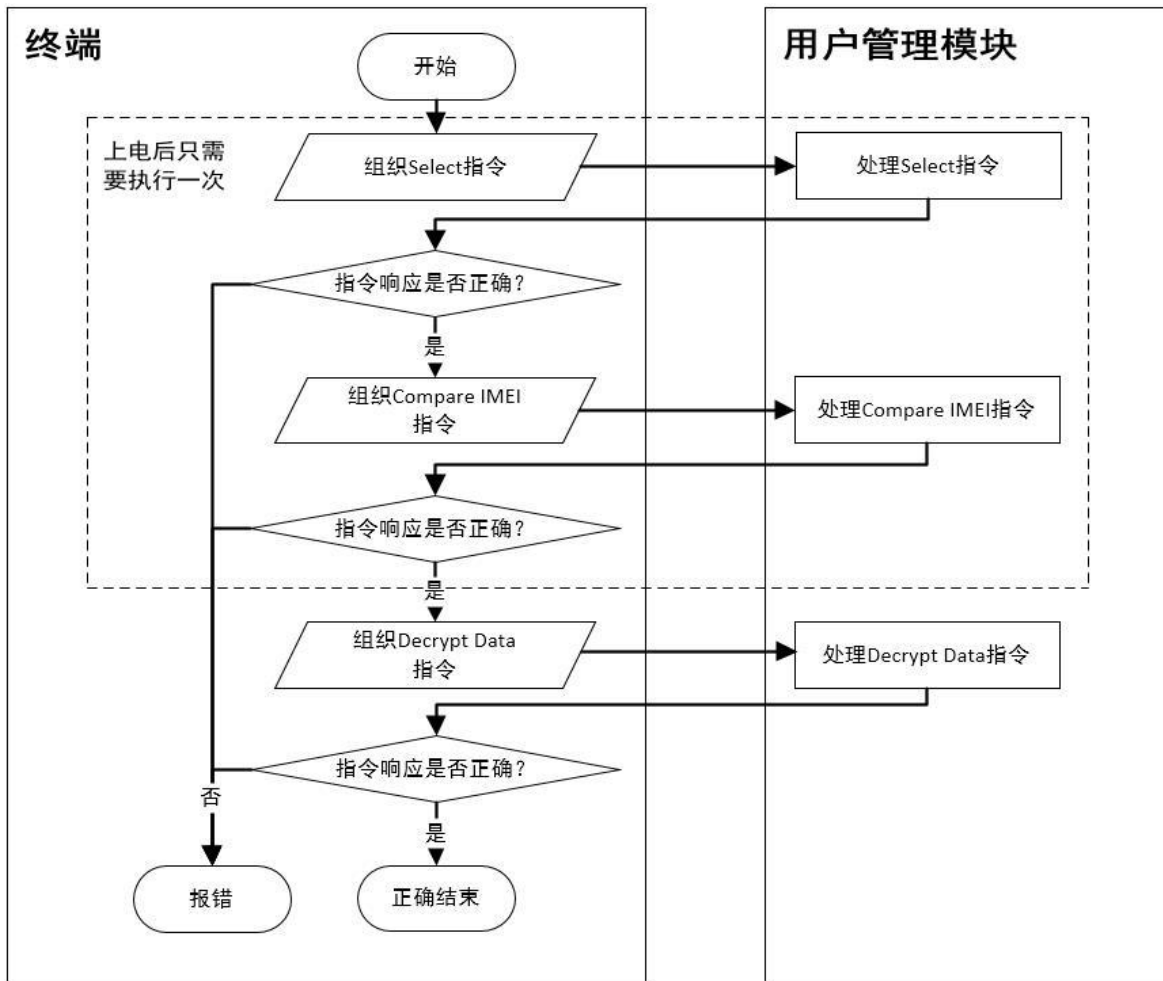 终端
用户管理模块
开始
上电后只需
要执行一次
组织Select指令
处理Select指令
指令响应是否正确？
是
组织Compare IMEI
指令
处理Compare IMEI指令
指令响应是否正确？
是
组织Decrypt Data
指令
处理Decrypt Data指令
指令响应是否正确？
否
是
报错
正确结束